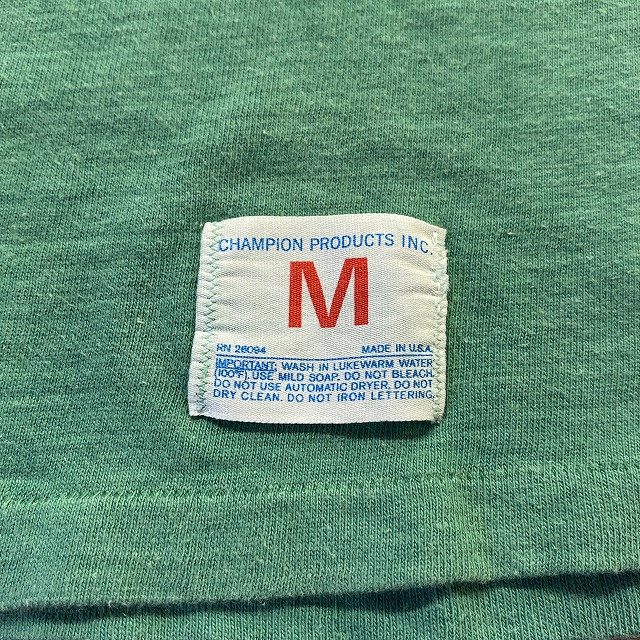 CHAMPION PRODUCTS INC.
M
RN 26094 MADE IN U.S.A.
IMPORTANT: WASH IN LUKEWARM WATER
(100°F). USE MILD SOAP. DO NOT BLEACH.
DO NOT USE AUTOMATIC DRYER. DO NOT
DRY CLEAN. DO NOT IRON LETTERING.